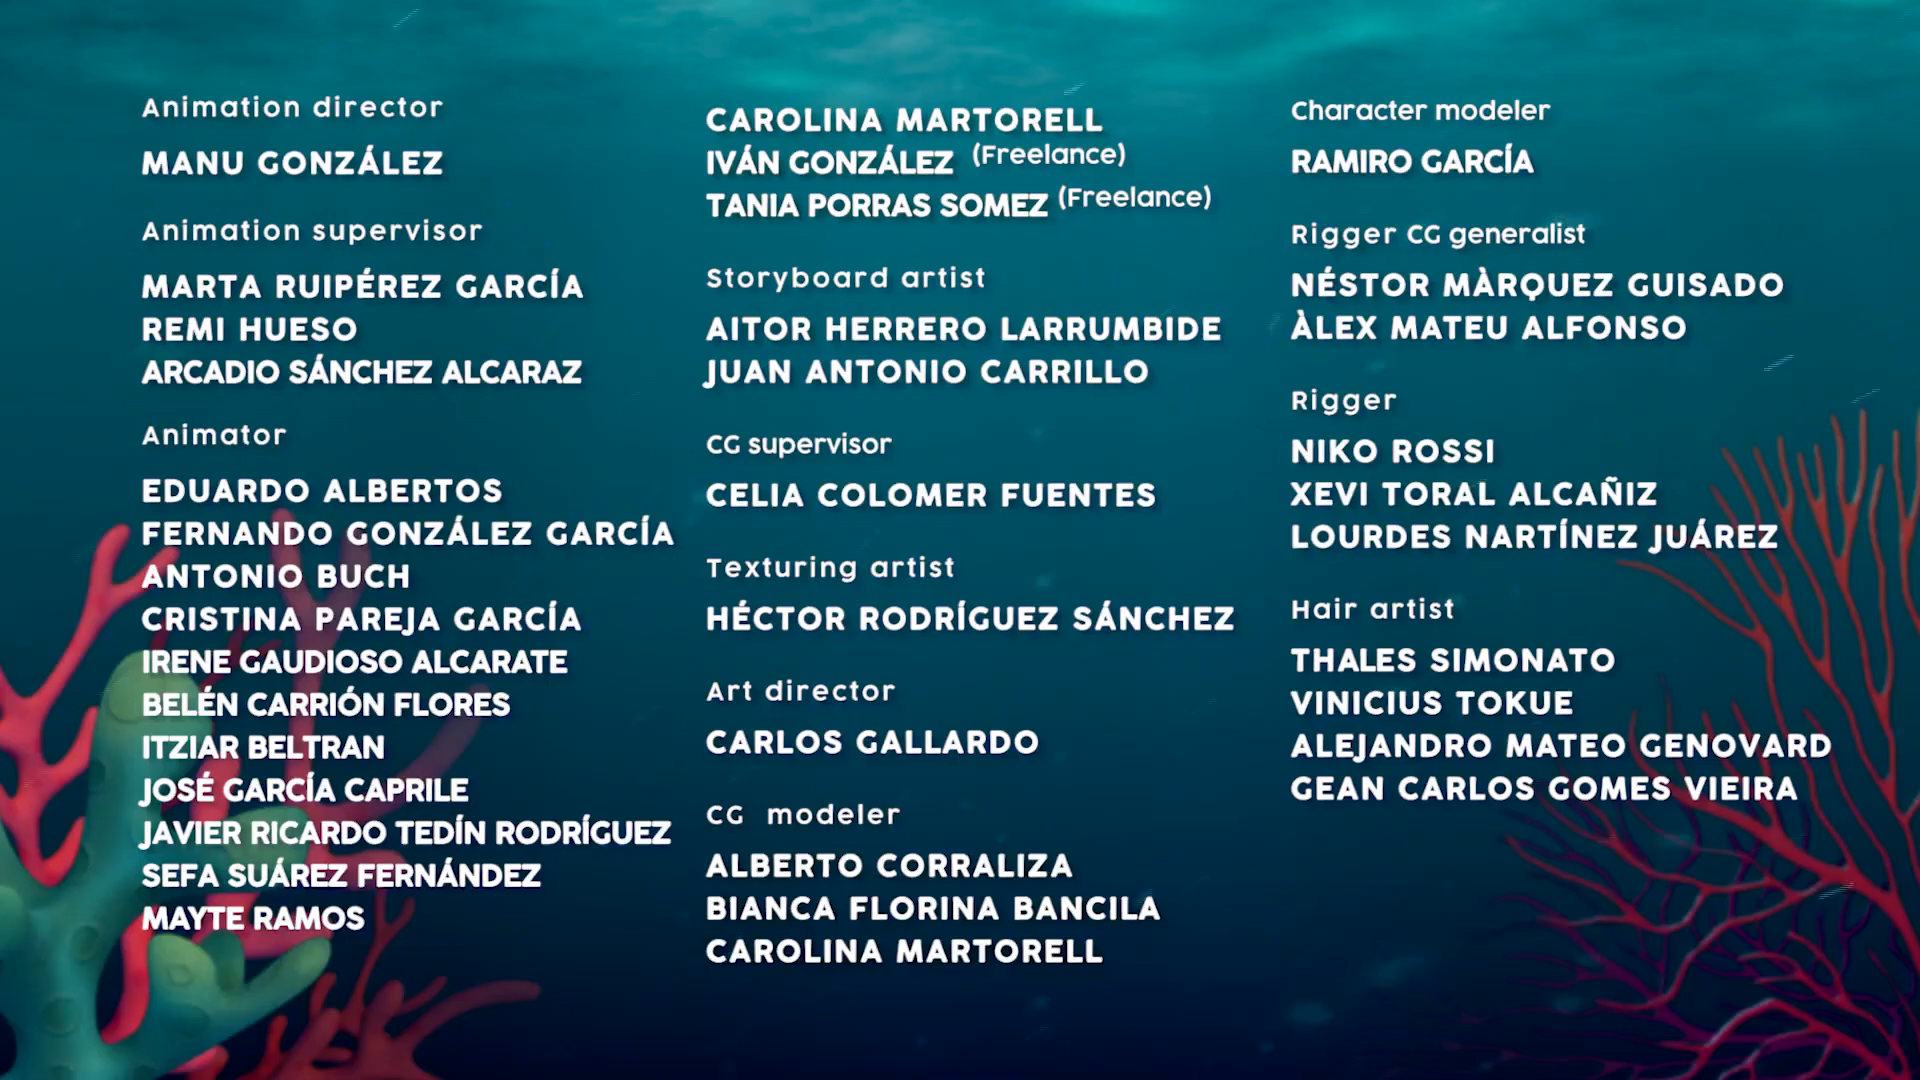 Animation director
MANU GONZÁLEZ
Animation supervisor
MARTA RUIPÉREZ GARCÍA
REMI HUESO
ARCADIO SÁNCHEZ ALCARAZ
Animator
EDUARDO ALBERTOS
FERNANDO GONZÁLEZ GARCÍA
ANTONIO BUCH
CRISTINA PAREJA GARCÍA
IRENE GAUDIOSO ALCARATE
BELÉN CARRIÓN FLORES
ITZIAR BELTRAN
JOSÉ GARCÍA CAPRILE
JAVIER RICARDO TEDÍN RODRÍGUEZ
SEFA SUÁREZ FERNÁNDEZ
MAYTE RAMOS
CAROLINA MARTORELL
IVÁN GONZÁLEZ (Freelance)
TANIA PORRAS SOMEZ (Freelance)
Storyboard artist
AITOR HERRERO LARRUMBIDE
JUAN ANTONIO CARRILLO
CG supervisor
CELIA COLOMER FUENTES
Texturing artist
HÉCTOR RODRÍGUEZ SÁNCHEZ
Art director
CARLOS GALLARDO
CG modeler
ALBERTO CORRALIZA
BIANCA FLORINA BANCILA
CAROLINA MARTORELL
Character modeler
RAMIRO GARCÍA
Rigger CG generalist
NÉSTOR MÀRQUEZ GUISADO
ÀLEX MATEU ALFONSO
Rigger
NIKO ROSSI
XEVI TORAL ALCAÑIZ
LOURDES NARTÍNEZ JUÁREZ
Hair artist
THALES SIMONATO
VINICIUS TOKUE
ALEJANDRO MATEO GENOVARD
GEAN CARLOS GOMES VIEIRA